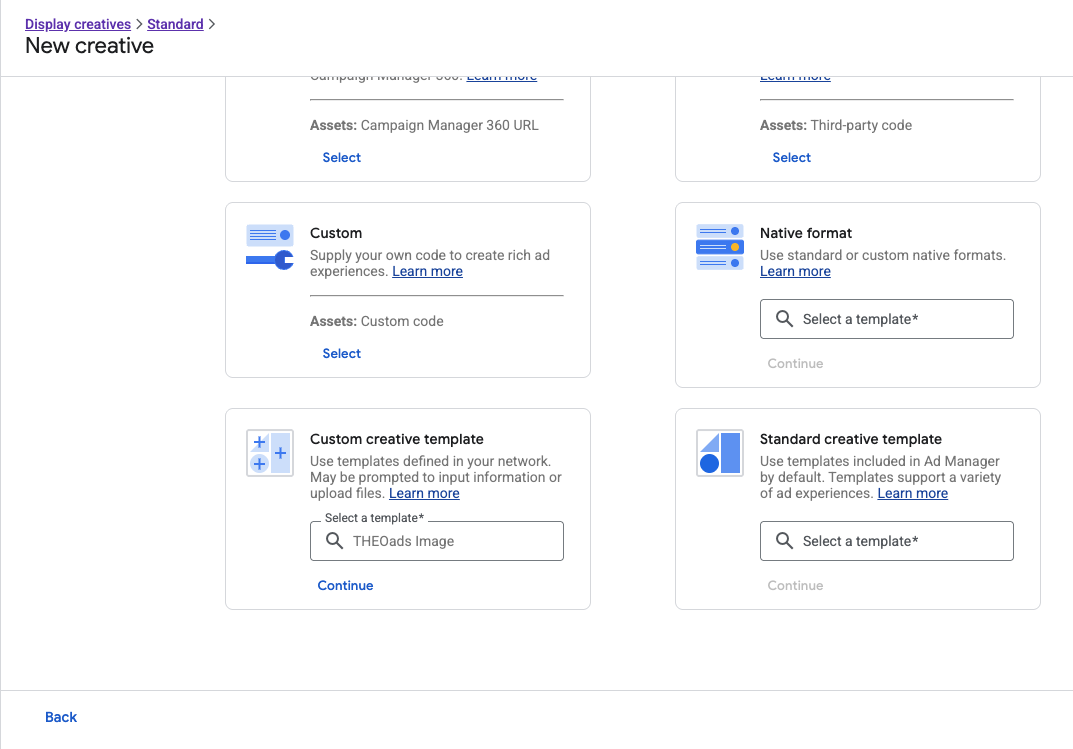 Display creatives > Standard >
New creative
Campaign Manager 360. Learn more
Learn more
Assets: Campaign Manager 360 URL
Assets: Third-party code
Select
Select
Custom
Supply your own code to create rich ad
experiences. Learn more
Assets: Custom code
Select
Native format
Use standard or custom native formats.
Learn more
Select a template*
Continue
Custom creative template
Use templates defined in your network.
May be prompted to input information or
upload files. Learn more
Select a template*
THEOads Image
Continue
Standard creative template
Use templates included in Ad Manager
by default. Templates support a variety
of ad experiences. Learn more
Select a template*
Continue
Back